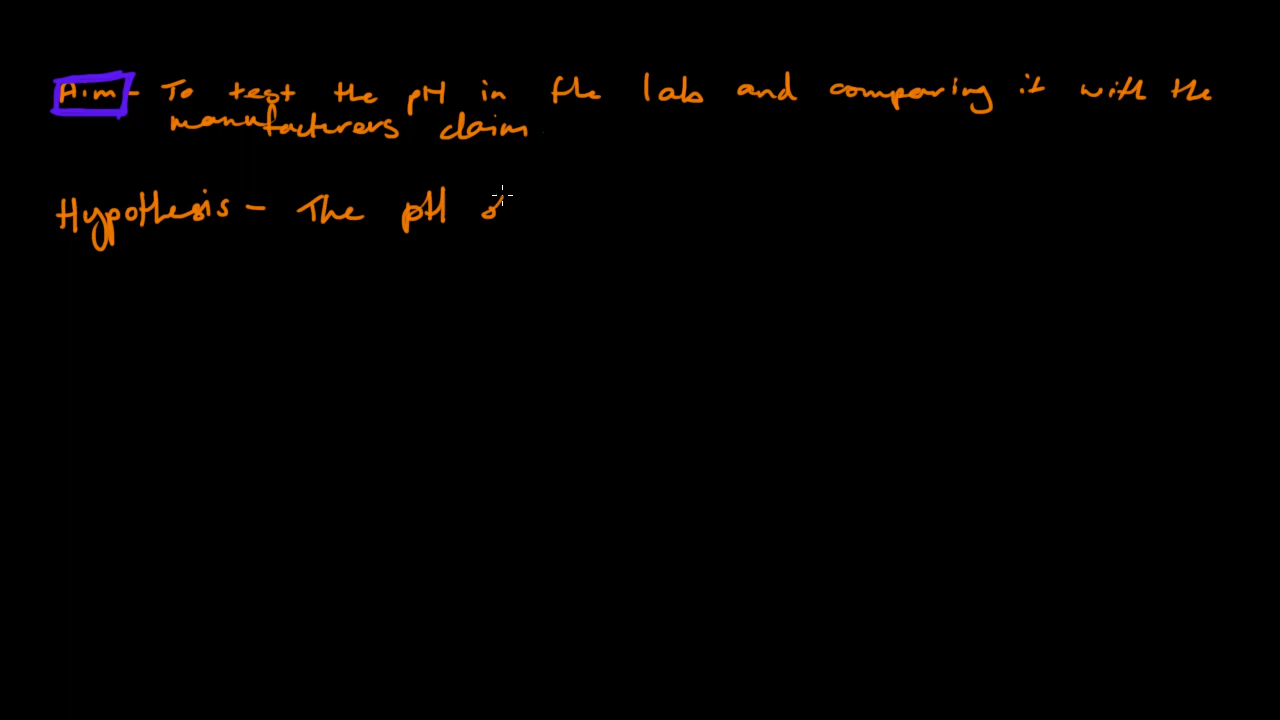 Aim - To test the pH in the lab and comparing it with the
manufacturers claim
Hypothesis - The pH